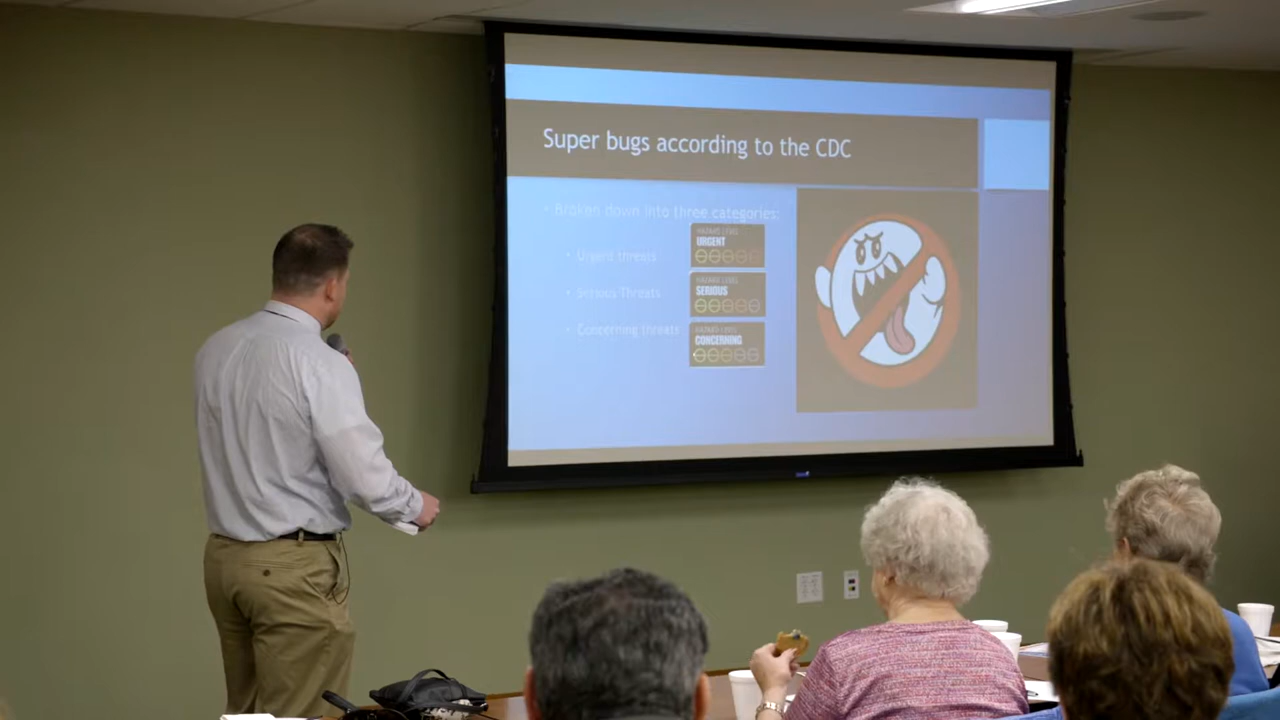 Super bugs according to the CDC
• Broken down into three categories:
• Urgent threats
HAZARD LEVEL
URGENT
• Serious Threats
HAZARD LEVEL
SERIOUS
• Concerning threats
HAZARD LEVEL
CONCERNING